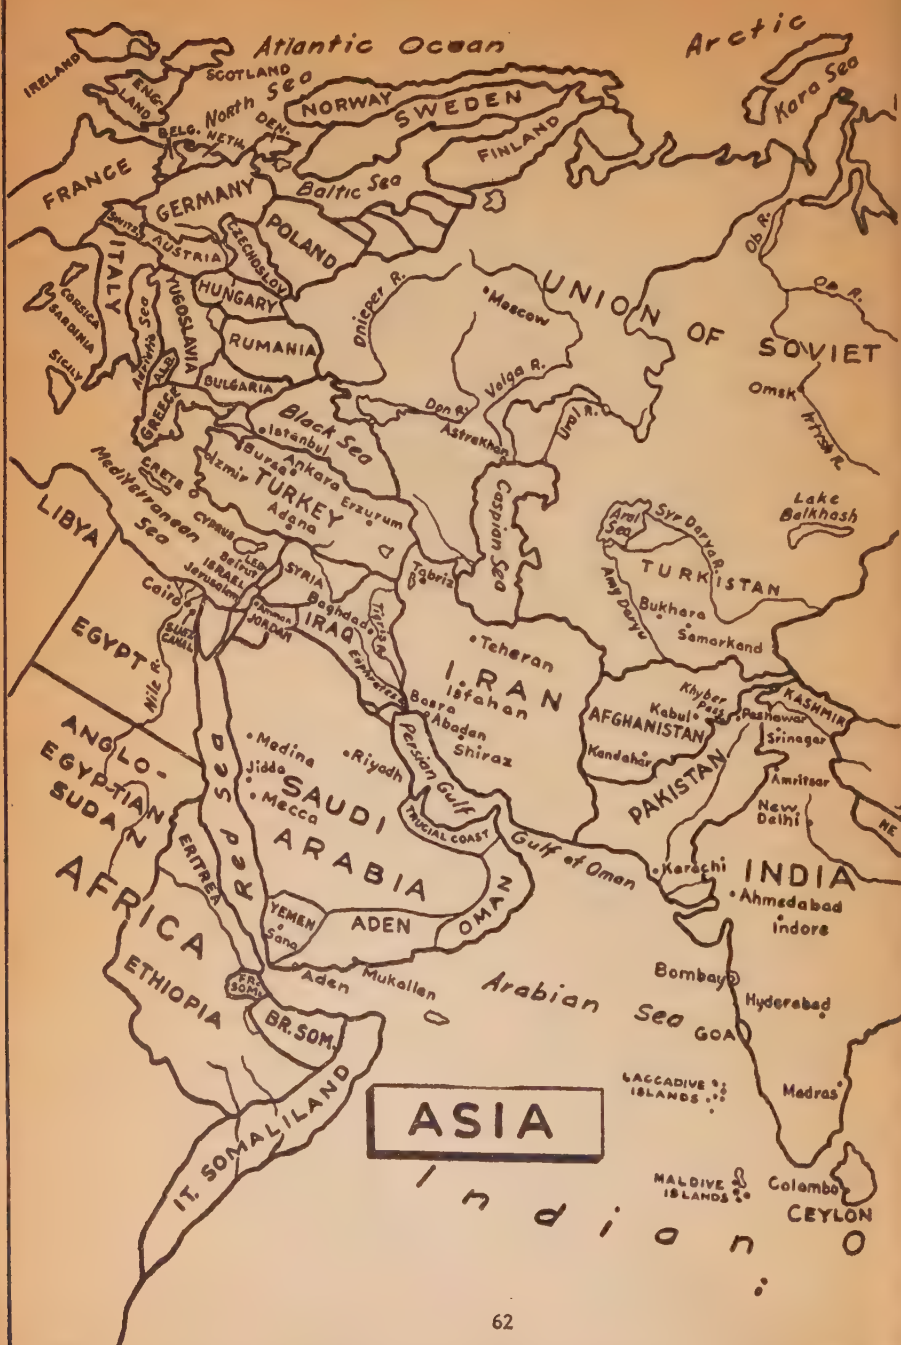 Atlantic Ocean
Arctic
Kara Sea
IRELAND
SCOTLAND
ENG-
LAND
North Sea
NORWAY
SWEDEN
FINLAND
BELG.
NETH.
DEN.
Baltic Sea
FRANCE
GERMANY
POLAND
SWITZ.
AUSTRIA
CZECHOSLOV.
ITALY
HUNGARY
YUGOSLAVIA
RUMANIA
BULGARIA
CORSICA
SARDINIA
SICILY
Adriatic Sea
ALB.
GREECE
Dnieper R.
Moscow
UNION OF
SOVIET
Ob R.
Ob. R.
Omsk
Irtysh R.
Volga R.
Don R.
Astrakhan
Ural R.
Black Sea
Istanbul
Bursa
Ankara
Izmir
TURKEY
Erzurum
Adana
CRETE
Mediterranean
Sea
CYPRUS
Caspian Sea
Aral
Sea
Syr Darya R.
Amy Darya
Lake
Balkhash
TURKISTAN
Bukhara
Samarkand
LIBYA
EGYPT
Cairo
SUEZ
CANAL
Nile R.
LEB.
Beirut
ISRAEL
Jerusalem
SYRIA
Amman
JORDAN
Baghdad
IRAQ
Tigris R.
Euphrates R.
Tabriz
Teheran
IRAN
Isfahan
Basra
Abadan
Shiraz
Persian Gulf
AFGHANISTAN
Khyber
Pass
Kabul
Kandahar
Peshawar
KASHMIR
Srinagar
PAKISTAN
Amritsar
New
Delhi
NE
Karachi
INDIA
Ahmedabad
Indore
ANGLO-
EGYPTIAN
SUDAN
Red Sea
Medina
Jidda
Mecca
Riyadh
SAUDI
ARABIA
TRUCIAL COAST
Gulf of Oman
OMAN
ERITREA
AFRICA
YEMEN
Sana
ADEN
Aden
Mukallan
ETHIOPIA
FR.
SOM.
BR. SOM.
IT. SOMALILAND
Arabian Sea
Bombay
Hyderabad
GOA
LACCADIVE
ISLANDS
Madras
MALDIVE
ISLANDS
Colombo
CEYLON
ASIA
Indian O
62